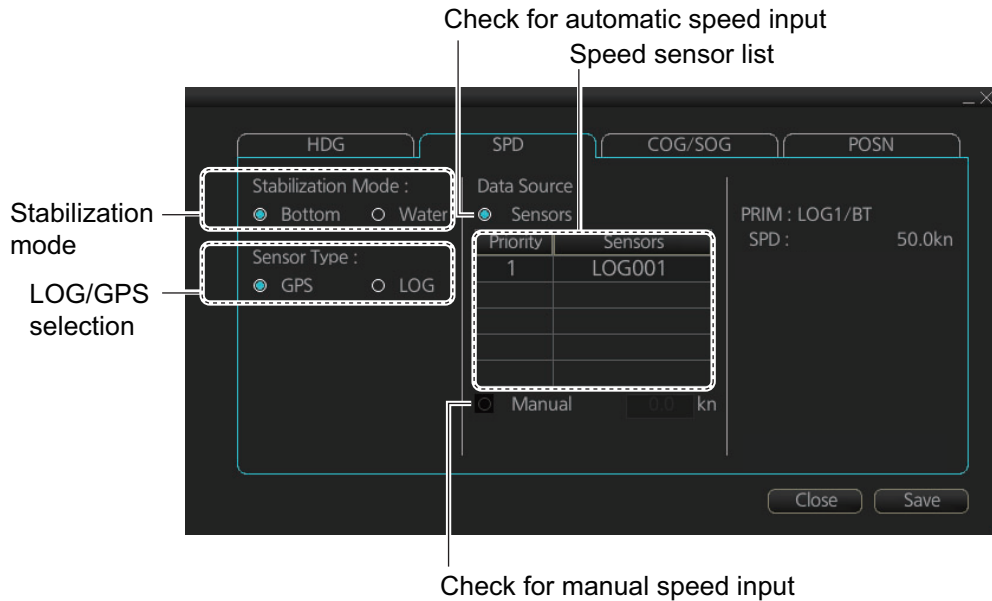 Check for automatic speed input
Speed sensor list
HDG SPD COG/SOG POSN
Stabilization Mode :
Bottom Water
Sensor Type :
GPS LOG
Stabilization
mode
LOG/GPS
selection
Data Source
Sensors
Priority Sensors
1 LOG001
Manual 0.0 kn
PRIM : LOG1/BT
SPD : 50.0kn
Close Save
Check for manual speed input